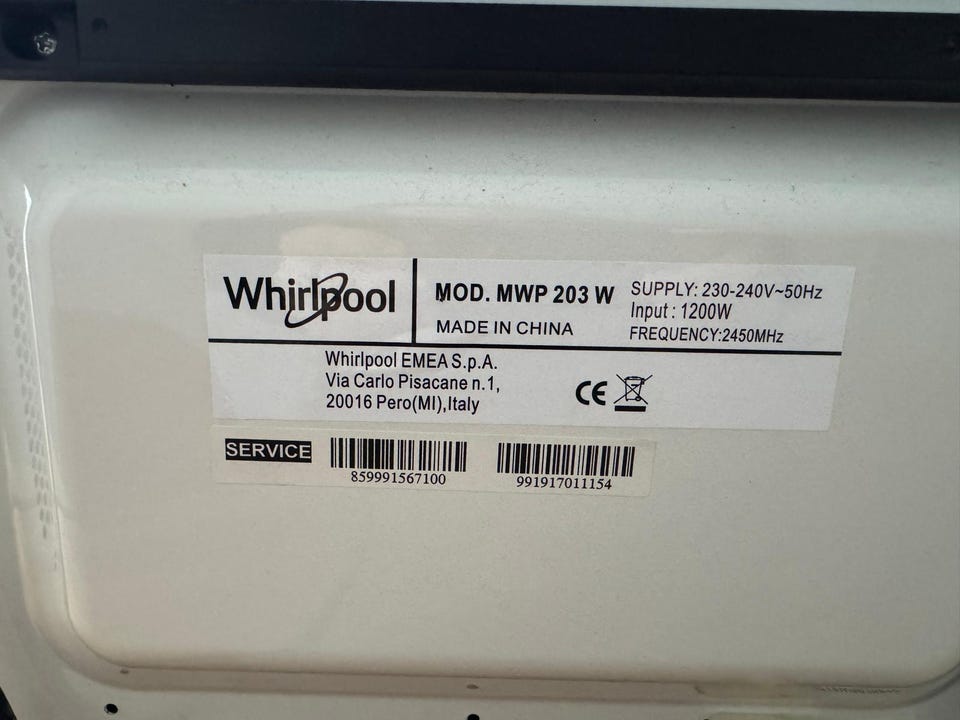 Whirlpool
MOD. MWP 203 W
MADE IN CHINA
SUPPLY: 230-240V~50Hz
Input : 1200W
FREQUENCY:2450MHz
Whirlpool EMEA S.p.A.
Via Carlo Pisacane n.1,
20016 Pero(MI),Italy
CE
SERVICE
859991567100
991917011154